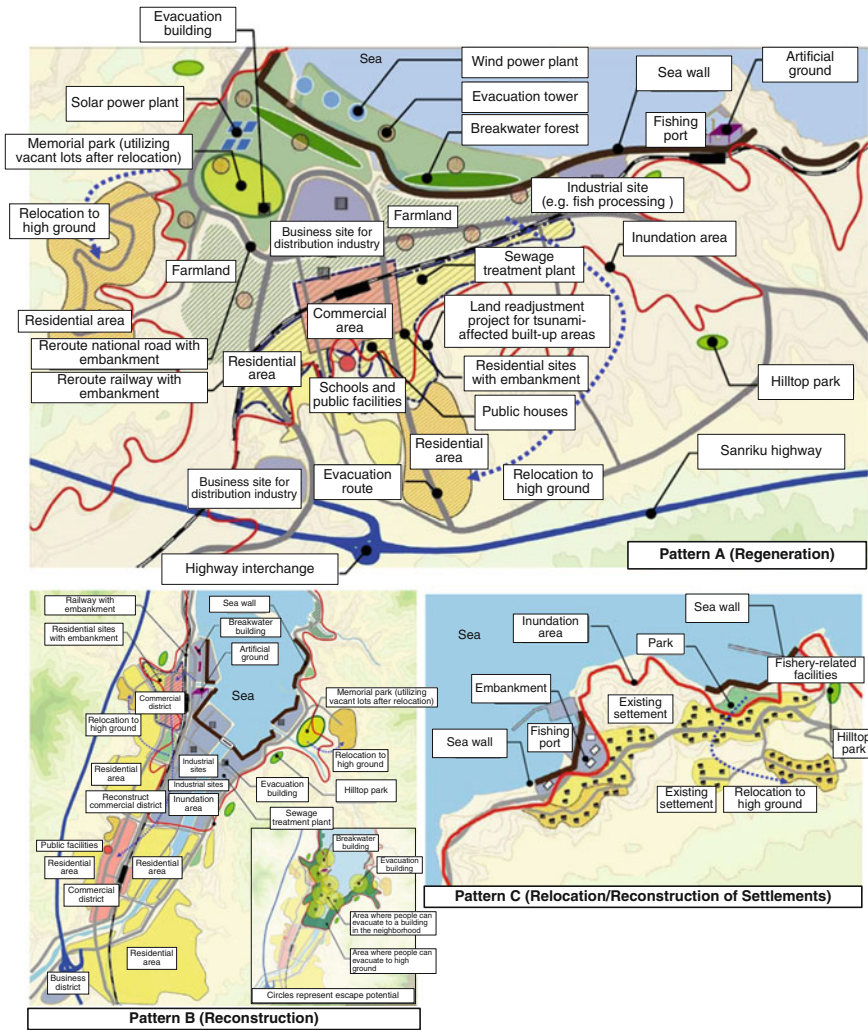 Evacuation
building
Sea
Wind power plant
Sea wall
Artificial
ground
Solar power plant
Evacuation tower
Memorial park (utilizing
vacant lots after relocation)
Breakwater forest
Fishing
port
Relocation to
high ground
Business site for
distribution industry
Farmland
Industrial site
(e.g. fish processing )
Inundation area
Farmland
Sewage
treatment plant
Residential area
Commercial
area
Land readjustment
project for tsunami-
affected built-up areas
Reroute national road with
embankment
Residential
area
Residential sites
with embankment
Reroute railway with
embankment
Schools and
public facilities
Public houses
Hilltop park
Residential
area
Sanriku highway
Business site for
distribution industry
Evacuation
route
Relocation to
high ground
Highway interchange
Pattern A (Regeneration)
Railway with
embankment
Sea wall
Breakwater
building
Residential sites
with embankment
Artificial
ground
Sea
Commercial
district
Memorial park (utilizing
vacant lots after relocation)
Relocation to
high ground
Relocation to
high ground
Residential
area
Industrial
sites
Industrial sites
Evacuation
building
Hilltop park
Reconstruct
commercial district
Inundation
area
Sewage
treatment plant
Public facilities
Residential
area
Residential
area
Commercial
district
Residential
area
Business
district
Breakwater
building
Evacuation
building
Area where people can
evacuate to a building
in the neighborhood
Area where people can
evacuate to high
ground
Circles represent escape potential
Pattern B (Reconstruction)
Sea
Inundation
area
Sea wall
Park
Fishery-related
facilities
Embankment
Existing
settement
Fishing
port
Sea wall
Hilltop
park
Existing
settement
Relocation to
high ground
Pattern C (Relocation/Reconstruction of Settlements)